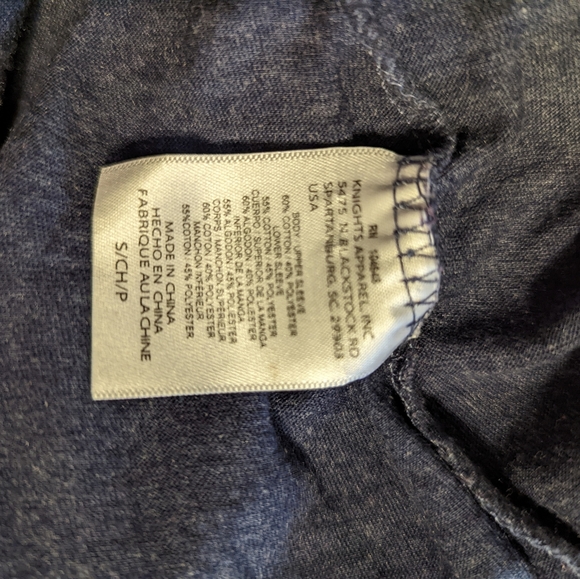 RN
KNIGHTS APPAREL INC
5475 N. BLACKSTOCK RD
SPARTANBURG, SC 29303
USA
BODY / UPPER SLEEVE
60% COTTON / 40% POLYESTER
LOWER SLEEVE
55% COTTON / 45% POLYESTER
CUERPO / SUPERIOR DE LA MANGA
60% ALGODON / 40% POLIESTER
INFERIOR DE LA MANGA
55% ALGODON / 45% POLIESTER
CORPS / MANCHON SUPERIEUR
60% COTON / 40% POLYESTER
MANCHON INFERIEUR
55%COTON / 45% POLYESTER
MADE IN CHINA
HECHO EN CHINA
FABRIQUE AU LA CHINE
S/CH/P